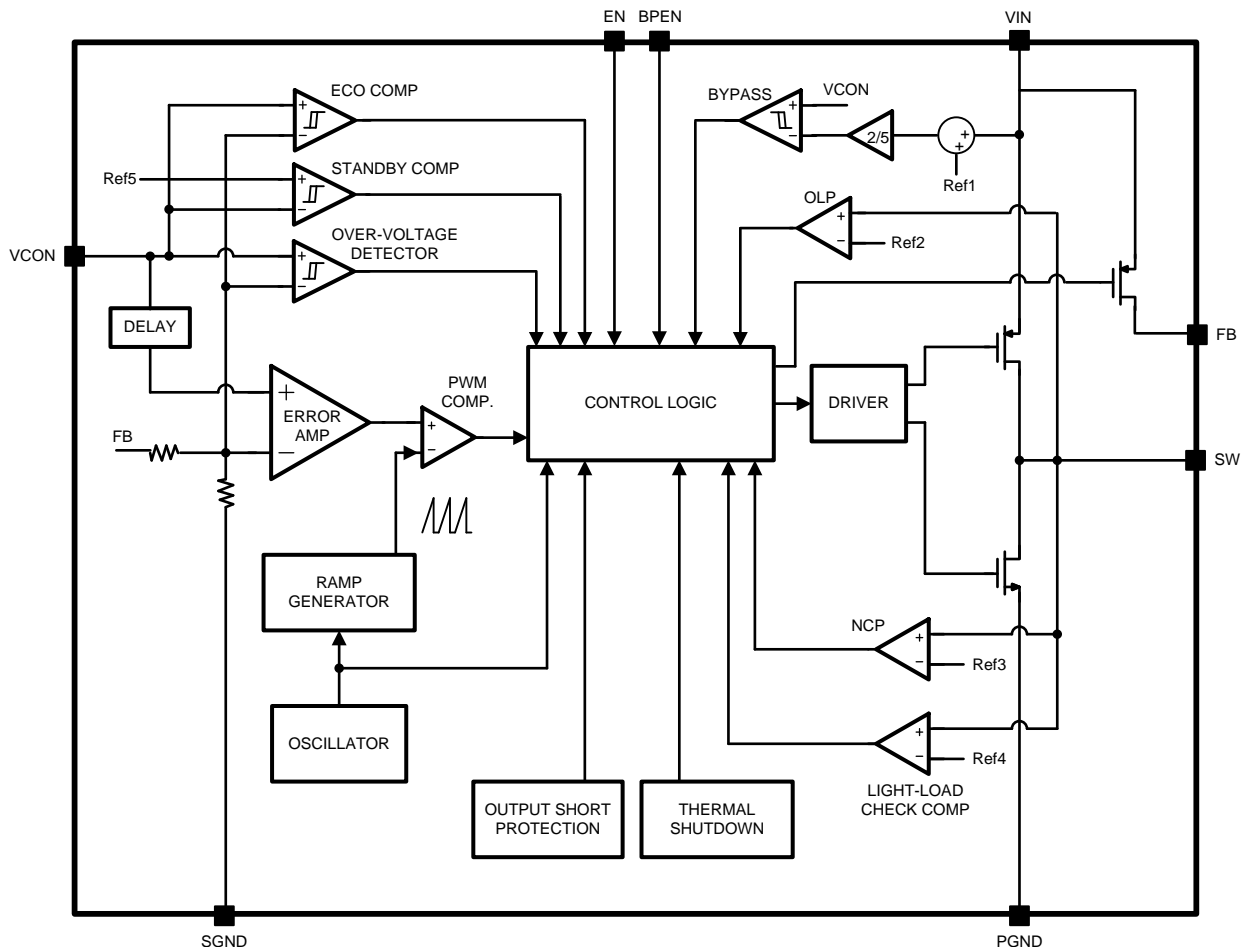 EN BPEN VIN
ECO COMP
BYPASS
VCON
+
−
+
−
2/5
+
+
Ref1
Ref5
STANDBY COMP
+
−
OLP
+
−
Ref2
VCON
OVER-VOLTAGE
DETECTOR
+
−
DELAY
FB
PWM
COMP.
CONTROL LOGIC
DRIVER
+
ERROR
AMP
−
+
−
FB
SW
RAMP
GENERATOR
NCP
+
−
Ref3
OSCILLATOR
+
−
Ref4
LIGHT-LOAD
CHECK COMP
OUTPUT SHORT
PROTECTION
THERMAL
SHUTDOWN
SGND PGND